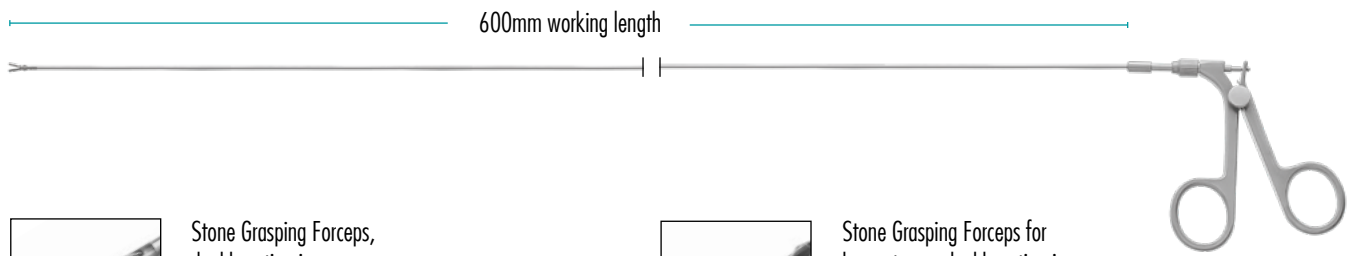 600mm working length
Stone Grasping Forceps,
Stone Grasping Forceps for